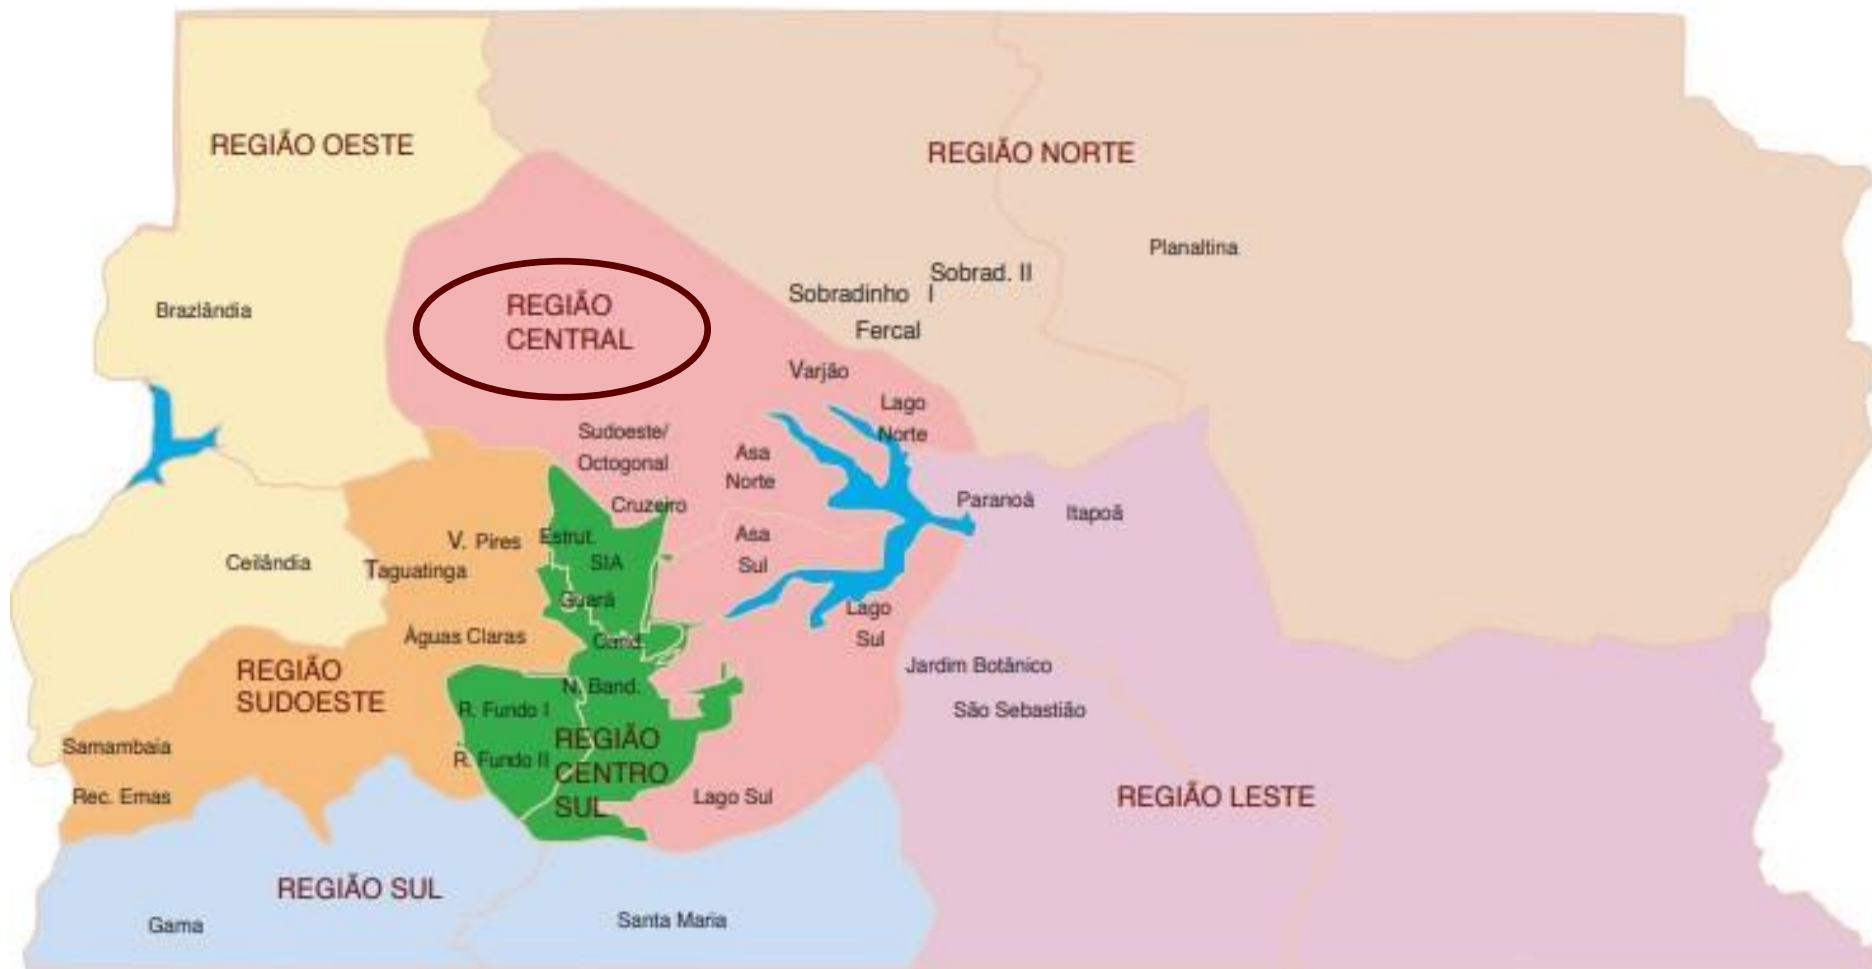 REGIÃO OESTE
REGIÃO NORTE
Planaltina
Sobrad. II
Sobradinho I
Fercal
REGIÃO
CENTRAL
Brazlândia
Varjão
Lago
Norte
Sudoeste/
Octogonal
Asa
Norte
Cruzeiro
Paranoá
Itapoã
V. Pires
Estrut.
Asa
Sul
SIA
Ceilândia
Taguatinga
Guará
Lago
Sul
Águas Claras
Cand.
REGIÃO
SUDOESTE
Jardim Botânico
N. Band.
R. Fundo I
São Sebastião
Samambaia
R. Fundo II
REGIÃO
CENTRO
SUL
Rec. Emas
Lago Sul
REGIÃO LESTE
REGIÃO SUL
Gama
Santa Maria